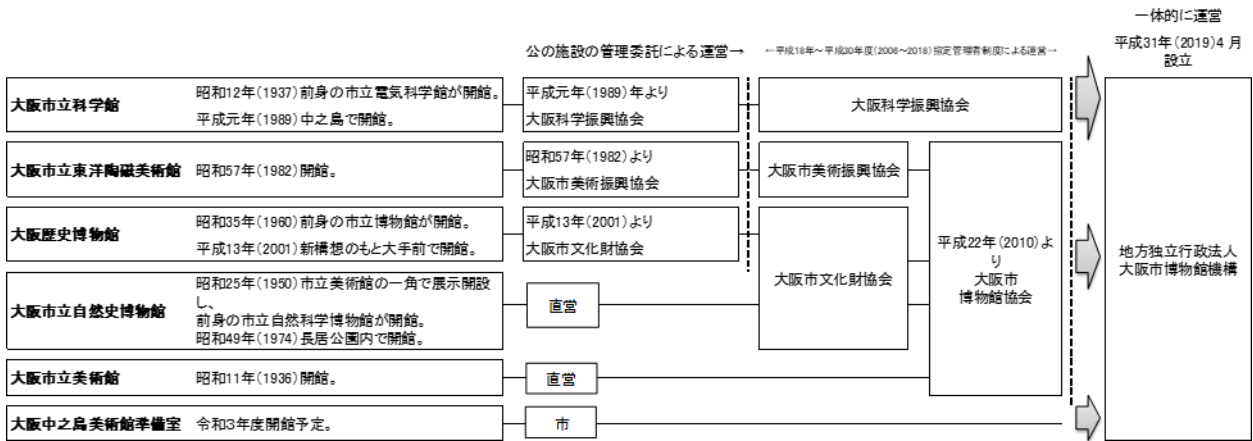 一体的に運営
平成31年(2019)4月
設立
公の施設の管理委託による運営→
←平成18年～平成30年度(2006～2018)指定管理者制度による運営→
大阪市立科学館
昭和12年(1937)前身の市立電気科学館が開館。
平成元年(1989)中之島で開館。
平成元年(1989)年より
大阪科学振興協会
大阪科学振興協会
大阪市立東洋陶磁美術館
昭和57年(1982)開館。
昭和57年(1982)より
大阪市美術振興協会
大阪市美術振興協会
大阪歴史博物館
昭和35年(1960)前身の市立博物館が開館。
平成13年(2001)新構想のもと大手前で開館。
平成13年(2001)より
大阪市文化財協会
大阪市文化財協会
平成22年(2010)よ
り
大阪市
博物館協会
地方独立行政法人
大阪市博物館機構
大阪市立自然史博物館
昭和25年(1950)市立美術館の一角で展示開設
し、
前身の市立自然科学博物館が開館。
昭和49年(1974)長居公園内で開館。
直営
大阪市立美術館
昭和11年(1936)開館。
直営
大阪中之島美術館準備室
令和3年度開館予定。
市